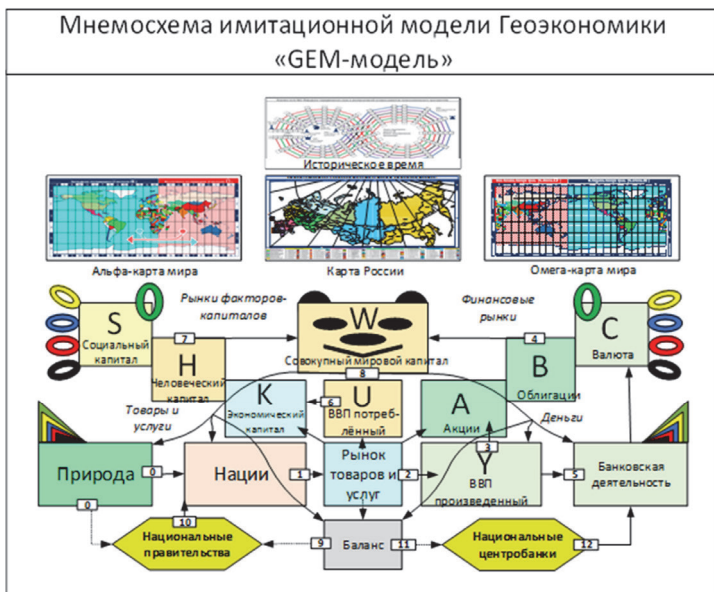 Мнемосхема имитационной модели Геоэкономики
«GEM-модель»
Историческое время
Альфа-карта мира
Карта России
Омега-карта мира
S
Социальный
капитал
Рынки факторов-
капиталов
W
Совокупный мировой капитал
Финансовые
рынки
C
Валюта
7
4
H
Человеческий
капитал
8
B
Облигации
K
Экономический
капитал
6
U
ВВП потреб-
лённый
A
Акции
Товары и
услуги
Деньги
3
Природа
0
Нации
1
Рынок
товаров и
услуг
2
Y
ВВП
произведенный
5
Банковская
деятельность
0
10
Национальные
правительства
9
Баланс
11
Национальные
центробанки
12